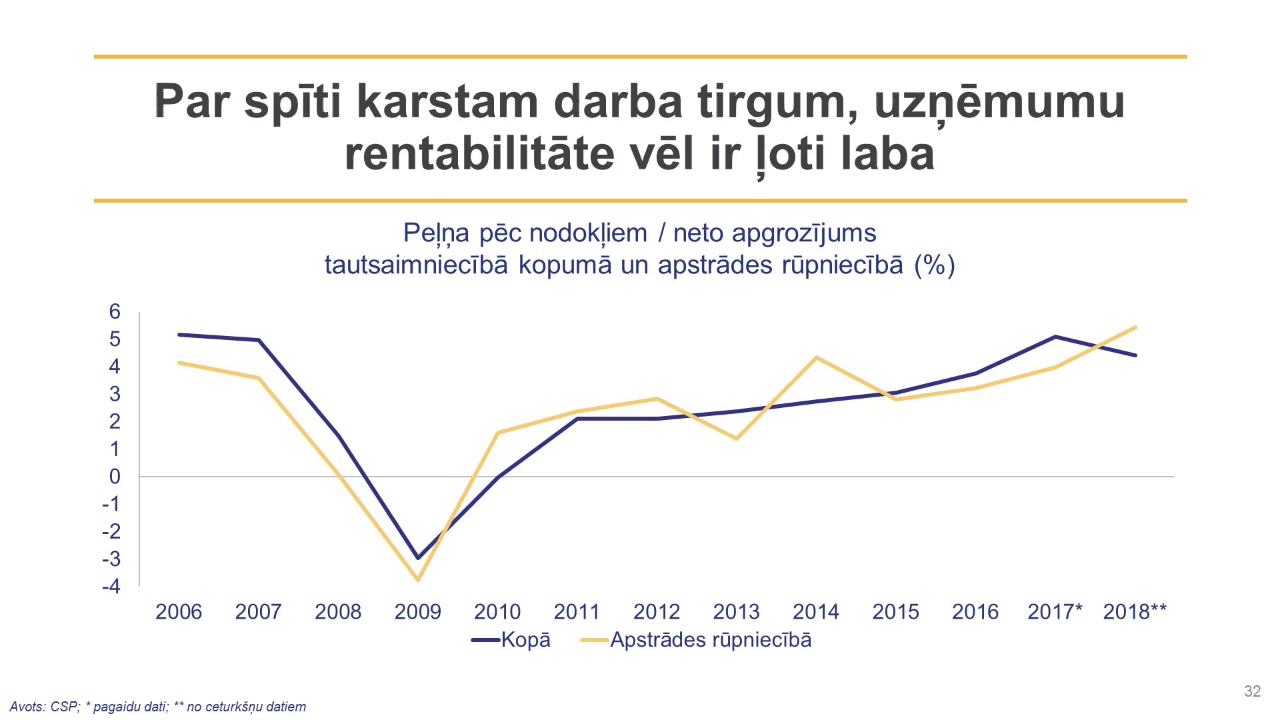 Par spīti karstam darba tirgum, uzņēmumu
rentabilitāte vēl ir ļoti laba
Peļņa pēc nodokļiem / neto apgrozījums
tautsaimniecībā kopumā un apstrādes rūpniecībā (%)
6
5
4
3
2
1
0
-1
-2
-3
-4
2006 2007 2008 2009 2010 2011 2012 2013 2014 2015 2016 2017* 2018**
Kopā Apstrādes rūpniecībā
32
Avots: CSP; * pagaidu dati; ** no ceturkšņu datiem